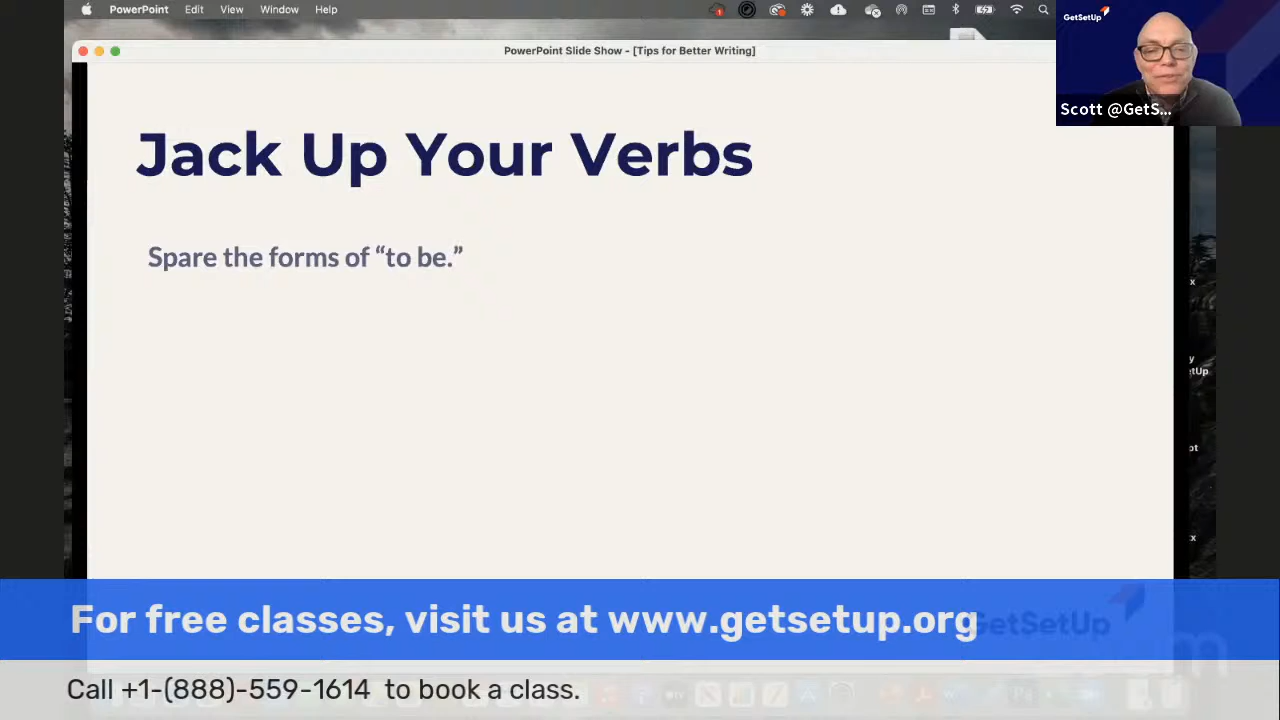 PowerPoint Edit View Window Help
PowerPoint Slide Show - [Tips for Better Writing]
GetSetUp
Scott @GetS...
Jack Up Your Verbs
Spare the forms of “to be.”
For free classes, visit us at www.getsetup.org
GetSetUp
Call +1-(888)-559-1614 to book a class.